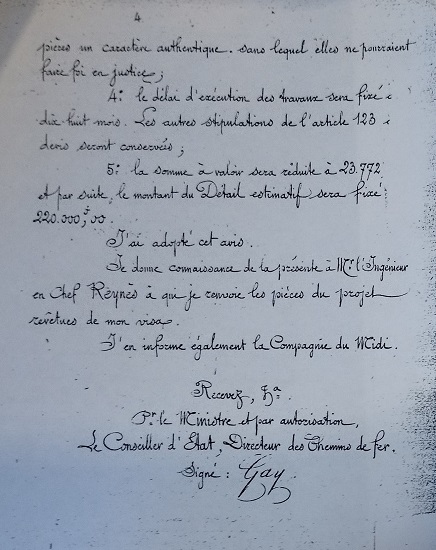 4
pièces un caractère authentique. sans lequel elles ne pourraient
faire foi en justice;
4º: le délai d'exécution des travaux sera fixé à
dix huit mois. Les autres stipulations de l'article 123
devis seront conservées;
5º: la somme à valoir sera réduite à 23.772
et par suite, le montant du Détail estimatif sera fixé
220.000,f00.
J'ai adopté cet avis.
Je donne connaissance de la présente à Mr. l'Ingénieur
en Chef Reynès à qui je renvoie les pièces du projet
revêtues de mon visa.
J'en informe également la Compagnie du Midi.
Recevez, &a.
Pr. le Ministre et par autorisation,
Le Conseiller d'Etat, Directeur des Chemins de fer.
Signé: Gay